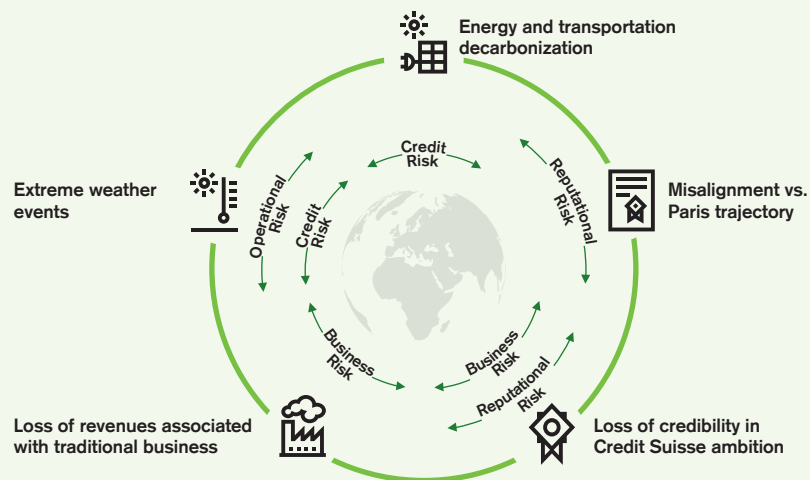 Energy and transportation
decarbonization
Extreme weather
events
Misalignment vs.
Paris trajectory
Credit
Risk
Operational
Risk
Credit
Risk
Reputational
Risk
Business
Risk
Business
Risk
Reputational
Risk
Loss of revenues associated
with traditional business
Loss of credibility in
Credit Suisse ambition